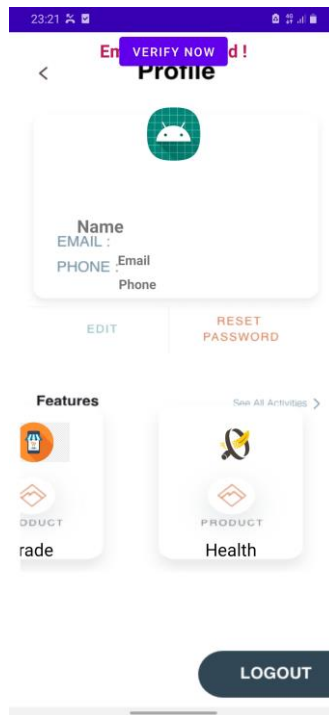 23:21
Em VERIFY NOW d !
Profile
Name
EMAIL :
PHONE :
Email
Phone
EDIT
RESET
PASSWORD
Features
See All Activities
ODUCT
PRODUCT
rade
Health
LOGOUT